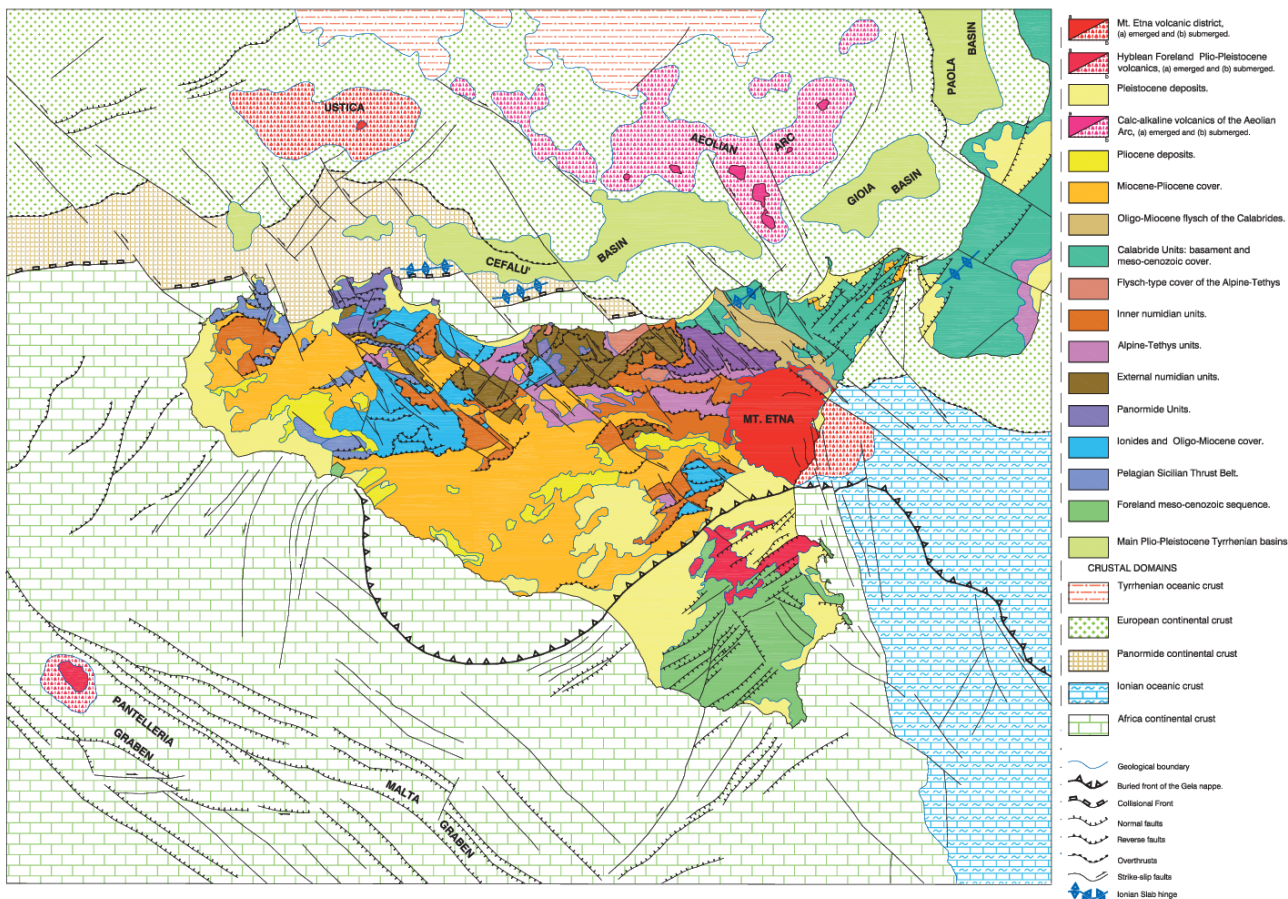 USTICA
AEOLIAN
ARC
PAOLA
BASIN
GIOIA
BASIN
CEFALU'
BASIN
MT. ETNA
PANTELLERIA
GRABEN
MALTA
GRABEN
Mt. Etna volcanic district,
(a) emerged and (b) submerged.
Hyblean Foreland Plio-Pleistocene
volcanics, (a) emerged and (b) submerged.
Pleistocene deposits.
Calc-alkaline volcanics of the Aeolian
Arc, (a) emerged and (b) submerged.
Pliocene deposits.
Miocene-Pliocene cover.
Oligo-Miocene flysch of the Calabrides.
Calabride Units: basament and
meso-cenozoic cover.
Flysch-type cover of the Alpine-Tethys
Inner numidian units.
Alpine-Tethys units.
External numidian units.
Panormide Units.
Ionides and Oligo-Miocene cover.
Pelagian Sicilian Thrust Belt.
Foreland meso-cenozoic sequence.
Main Plio-Pleistocene Tyrrhenian basins
CRUSTAL DOMAINS
Tyrrhenian oceanic crust
European continental crust
Panormide continental crust
Ionian oceanic crust
Africa continental crust
Geological boundary
Buried front of the Gela nappe.
Collisional Front
Normal faults
Reverse faults
Overthrusts
Strike-slip faults
Ionian Slab hinge